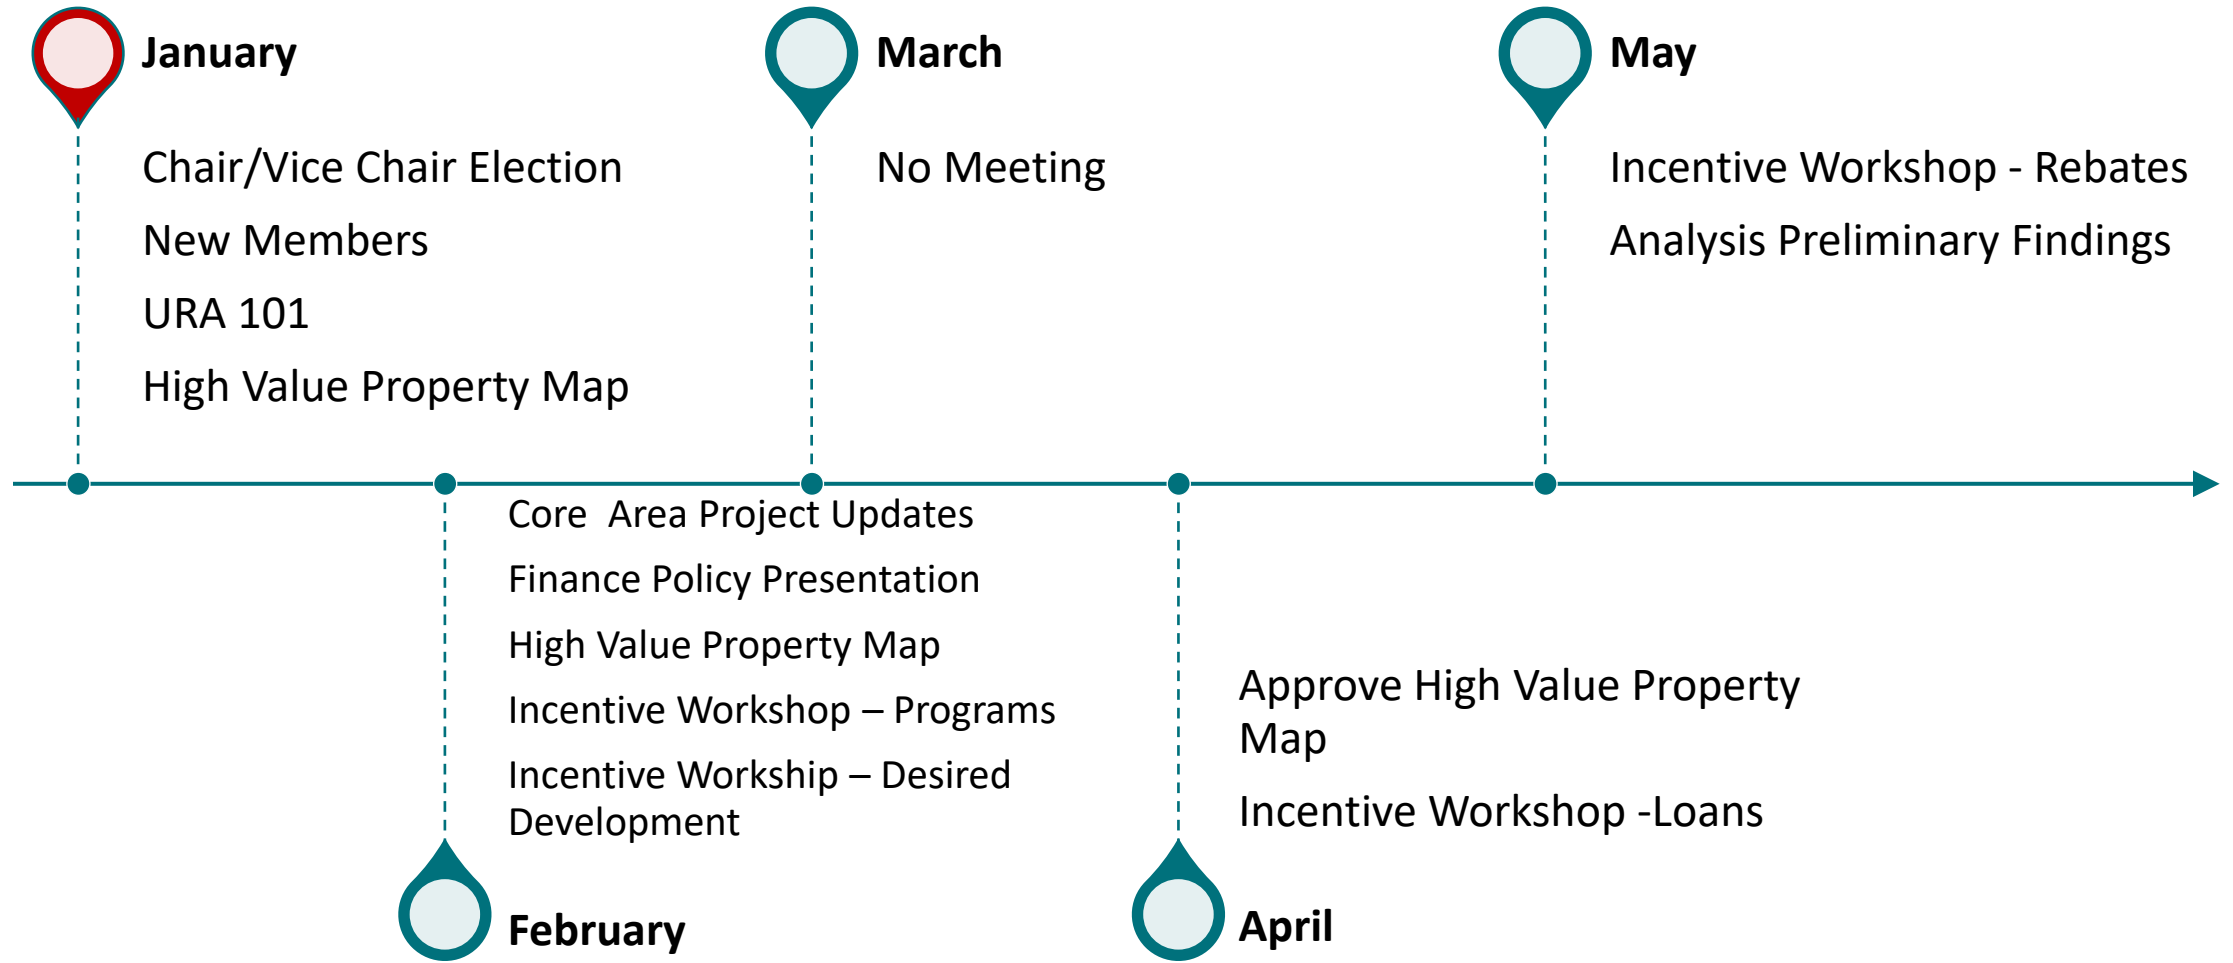 January
Chair/Vice Chair Election
New Members
URA 101
High Value Property Map
March
No Meeting
May
Incentive Workshop - Rebates
Analysis Preliminary Findings
Core  Area Project Updates
Finance Policy Presentation
High Value Property Map
Incentive Workshop – Programs
Incentive Workship – Desired
Development
February
Approve High Value Property
Map
Incentive Workshop -Loans
April